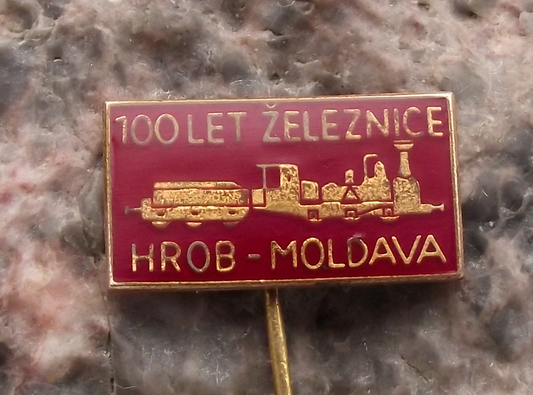 100 LET ŽELEZNICE
HROB - MOLDAVA